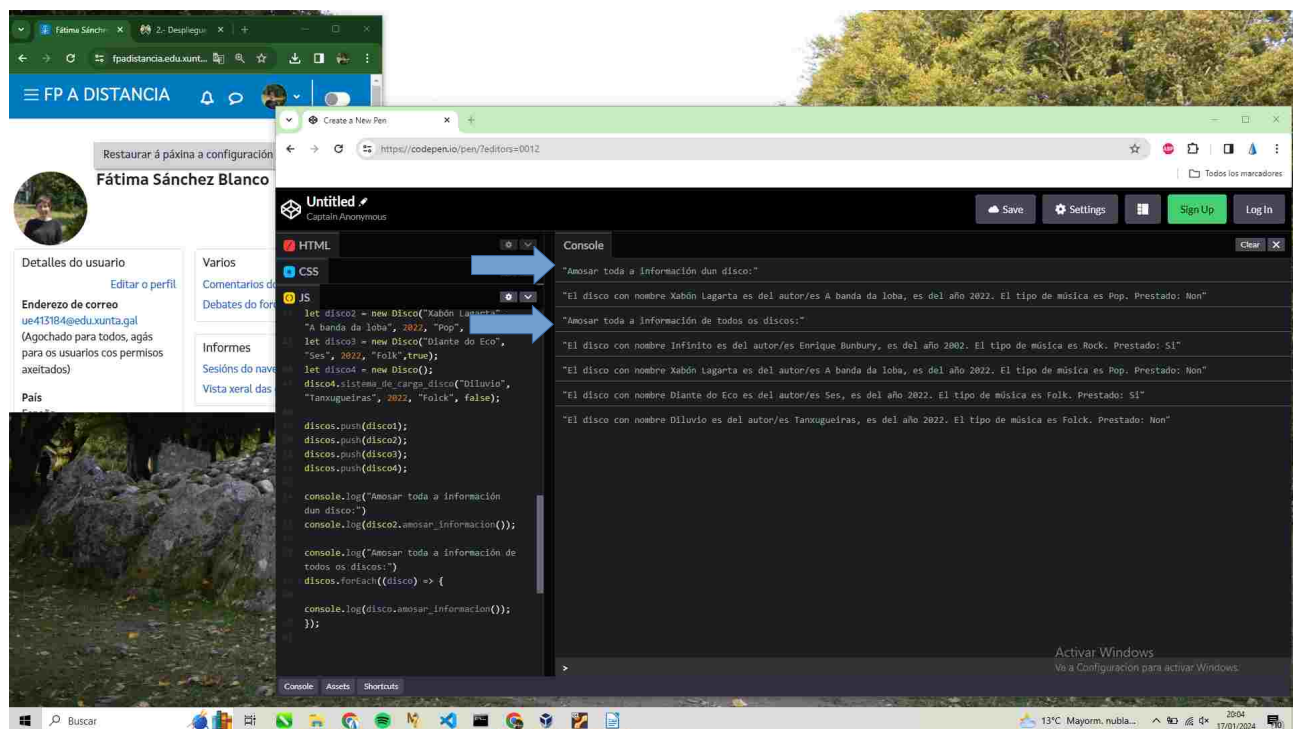 Fátima Sánche
2.- Despliegue
fpadistancia.edu.xunt...
FP A DISTANCIA
Restaurar á páxina a configuración
Fátima Sánchez Blanco
Detalles do usuario
Editar o perfil
Enderezo de correo
ue413184@edu.xunta.gal
(Agochado para todos, agás
para os usuarios cos permisos
axeitados)
País
Varios
Comentarios do
Debates do for
Informes
Sesións do nave
Vista xeral das
Create a New Pen
https://codepen.io/pen/?editors=0012
Todos los marcadores
Untitled
Captain Anonymous
Save
Settings
Sign Up
Log In
HTML
CSS
JS
let disco2 = new Disco("Xabón Lagarta",
"A banda da loba", 2022, "Pop",
let disco3 = new Disco("Diante do Eco",
"Ses", 2022, "Folk",true);
let disco4 = new Disco();
disco4.sistema_de_carga_disco("Diluvio",
"Tanxugueiras", 2022, "Folck", false);
discos.push(disco1);
discos.push(disco2);
discos.push(disco3);
discos.push(disco4);
console.log("Amosar toda a información
dun disco:")
console.log(disco2.amosar_informacion());
console.log("Amosar toda a información de
todos os discos:")
discos.forEach((disco) => {
console.log(disco.amosar_informacion());
});
Console
Clear
"Amosar toda a información dun disco:"
"El disco con nombre Xabón Lagarta es del autor/es A banda da loba, es del año 2022. El tipo de música es Pop. Prestado: Non"
"Amosar toda a información de todos os discos:"
"El disco con nombre Infinito es del autor/es Enrique Bunbury, es del año 2002. El tipo de música es Rock. Prestado: Sí"
"El disco con nombre Xabón Lagarta es del autor/es A banda da loba, es del año 2022. El tipo de música es Pop. Prestado: Non"
"El disco con nombre Diante do Eco es del autor/es Ses, es del año 2022. El tipo de música es Folk. Prestado: Sí"
"El disco con nombre Diluvio es del autor/es Tanxugueiras, es del año 2022. El tipo de música es Folck. Prestado: Non"
>
Activar Windows
Ve a Configuración para activar Windows.
Console
Assets
Shortcuts
Buscar
13°C Mayorm. nubla...
20:04
17/01/2024